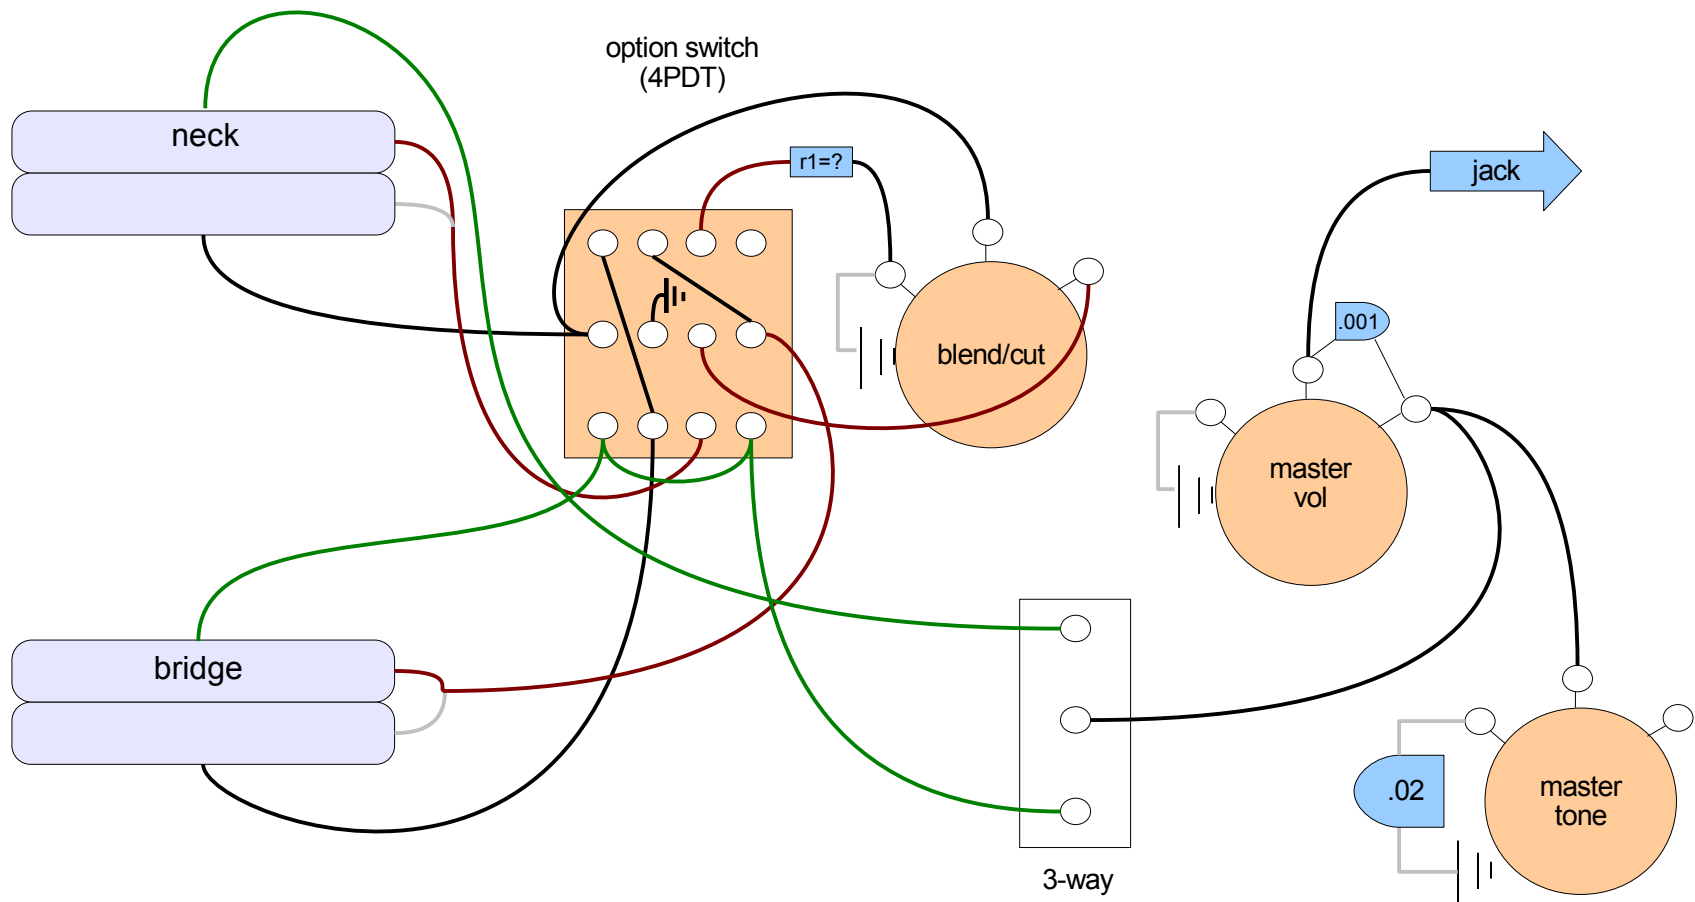 option switch
(4PDT)
neck
r1=?
jack
.001
blend/cut
master
vol
bridge
.02
master
tone
3-way